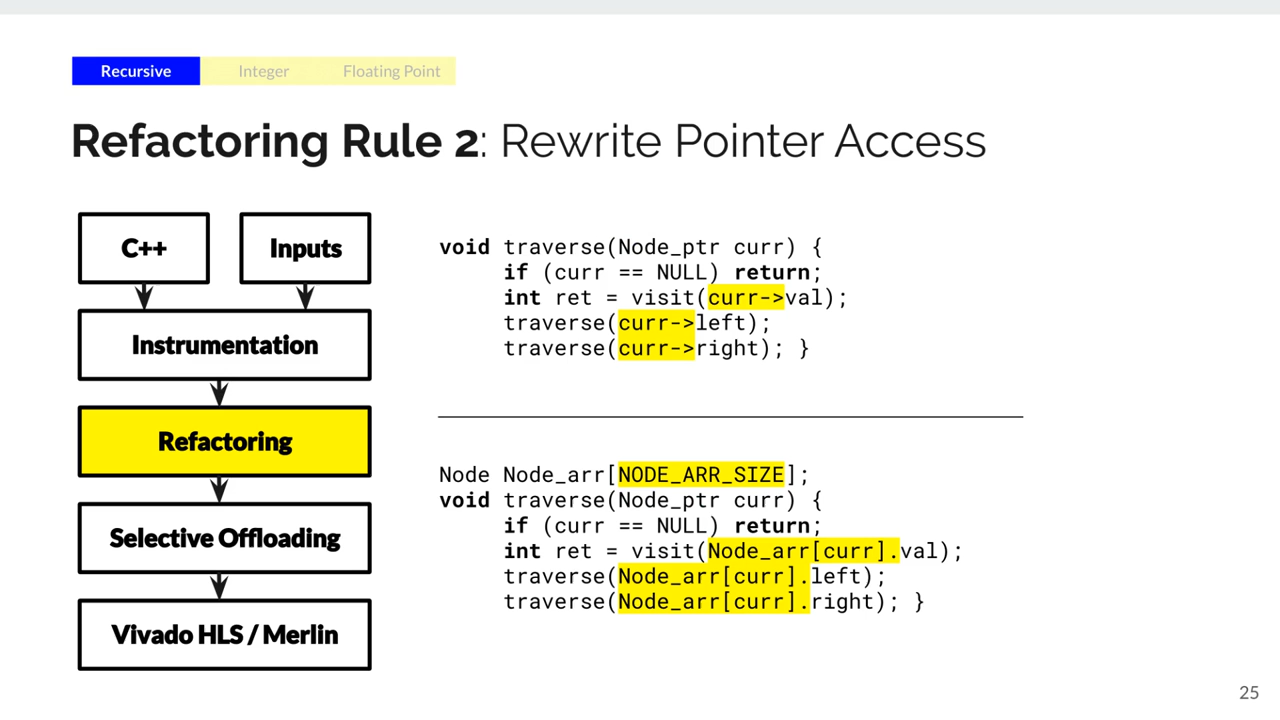 Recursive Integer Floating Point
Refactoring Rule 2: Rewrite Pointer Access
C++ Inputs
Instrumentation
Refactoring
Selective Offloading
Vivado HLS / Merlin
void traverse(Node_ptr curr) {
if (curr == NULL) return;
int ret = visit(curr->val);
traverse(curr->left);
traverse(curr->right); }
Node Node_arr[NODE_ARR_SIZE];
void traverse(Node_ptr curr) {
if (curr == NULL) return;
int ret = visit(Node_arr[curr].val);
traverse(Node_arr[curr].left);
traverse(Node_arr[curr].right); }
25